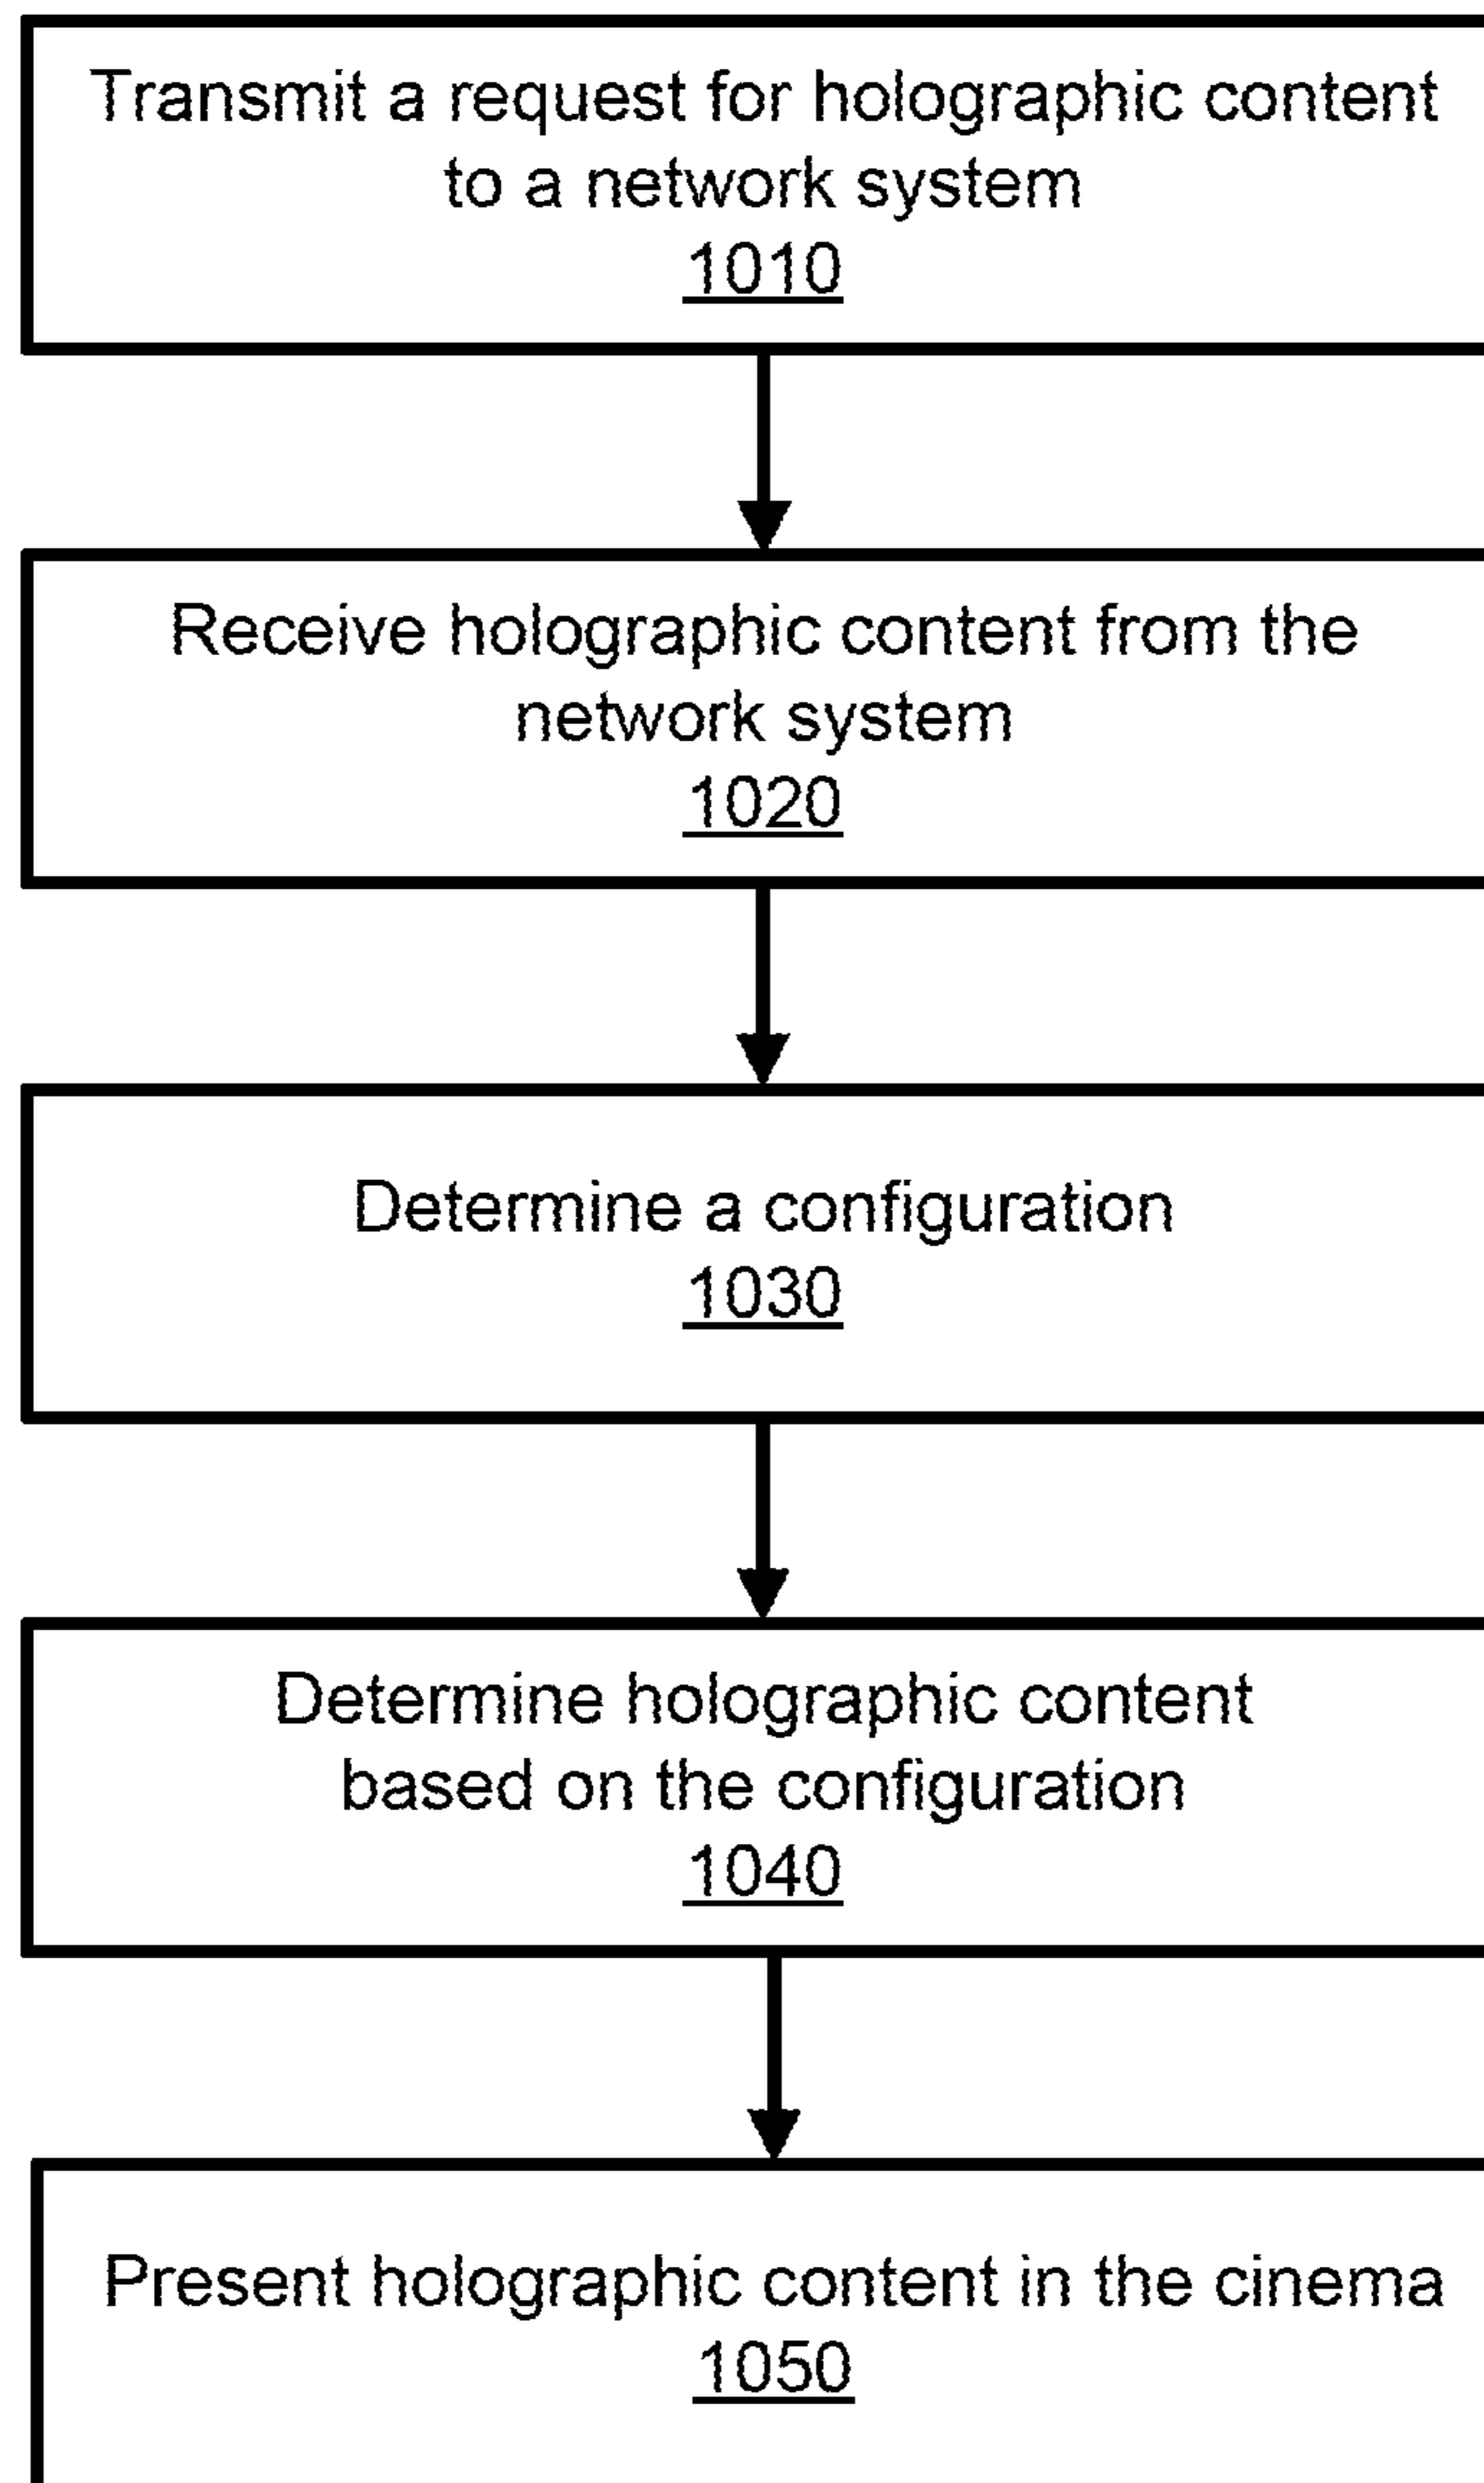 Transmit a request for holographic content
to a network system
1010
Receive holographic content from the
network system
1020
Determine a configuration
1030
Determine holographic content
based on the configuration
1040
Present holographic content in the cinema
1050